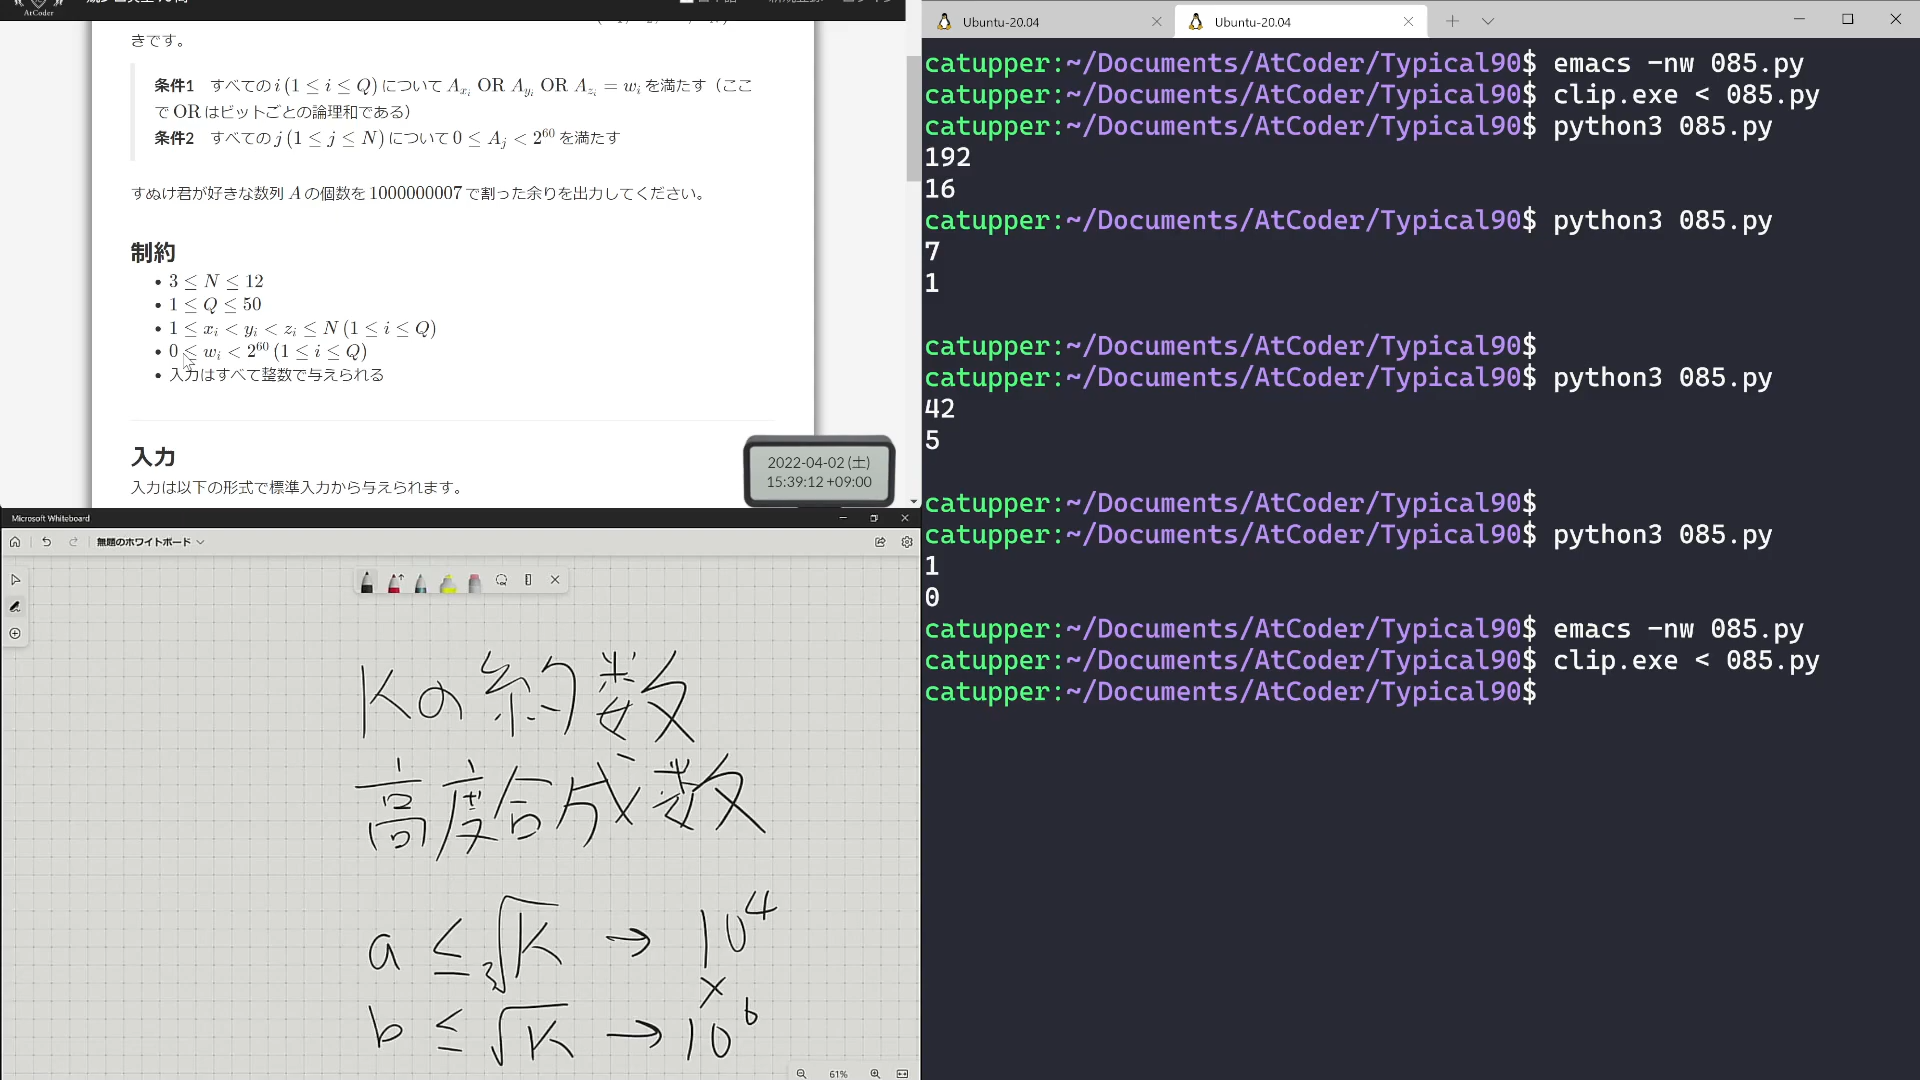 AtCoder
きです。
条件1 すべての i (1 ≤ i ≤ Q) について A_{x_i} OR A_{y_i} OR A_{z_i} = w_i を満たす（ここ
で OR はビットごとの論理和である）
条件2 すべての j (1 ≤ j ≤ N) について 0 ≤ A_j < 2^{60} を満たす
すぬけ君が好きな数列 A の個数を 1000000007 で割った余りを出力してください。
制約
• 3 ≤ N ≤ 12
• 1 ≤ Q ≤ 50
• 1 ≤ x_i < y_i < z_i ≤ N (1 ≤ i ≤ Q)
• 0 ≤ w_i < 2^{60} (1 ≤ i ≤ Q)
• 入力はすべて整数で与えられる
入力
入力は以下の形式で標準入力から与えられます。
2022-04-02 (土)
15:39:12 +09:00
Microsoft Whiteboard
無題のホワイトボード
Kの約数
高度合成数
a ≤ ∛K → 10^4
×
b ≤ √K → 10^6
61%
Ubuntu-20.04
Ubuntu-20.04
catupper:~/Documents/AtCoder/Typical90$ emacs -nw 085.py
catupper:~/Documents/AtCoder/Typical90$ clip.exe < 085.py
catupper:~/Documents/AtCoder/Typical90$ python3 085.py
192
16
catupper:~/Documents/AtCoder/Typical90$ python3 085.py
7
1
catupper:~/Documents/AtCoder/Typical90$
catupper:~/Documents/AtCoder/Typical90$ python3 085.py
42
5
catupper:~/Documents/AtCoder/Typical90$
catupper:~/Documents/AtCoder/Typical90$ python3 085.py
1
0
catupper:~/Documents/AtCoder/Typical90$ emacs -nw 085.py
catupper:~/Documents/AtCoder/Typical90$ clip.exe < 085.py
catupper:~/Documents/AtCoder/Typical90$